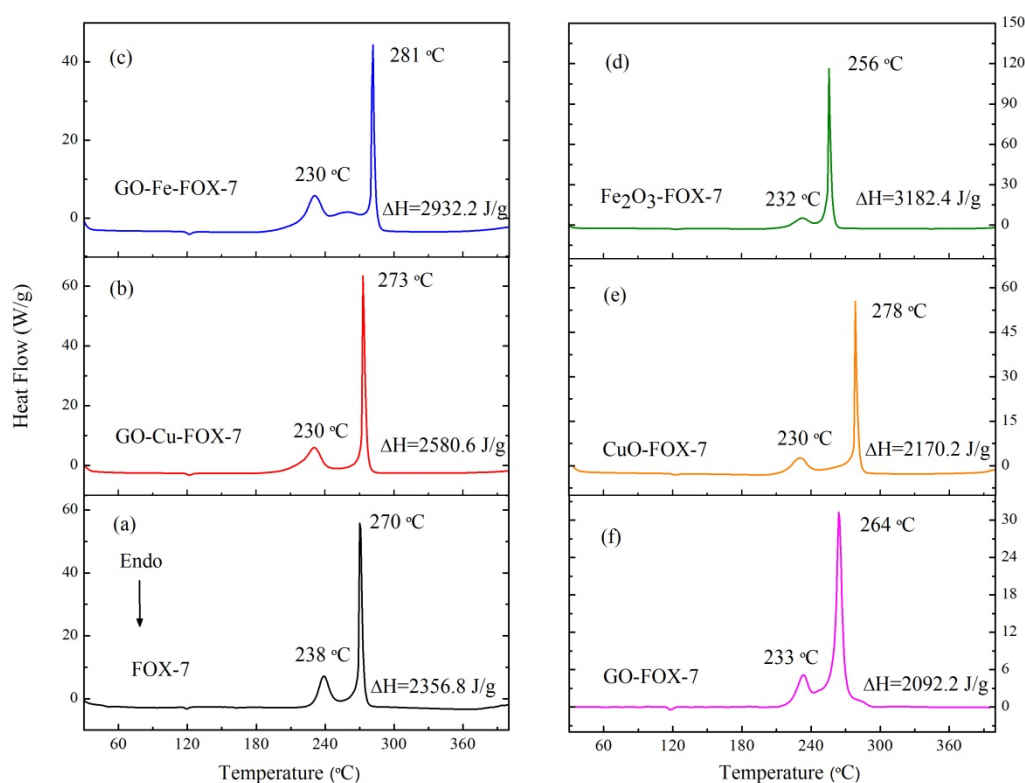 Heat Flow (W/g)
(c)
281 °C
230 °C
GO-Fe-FOX-7
ΔH=2932.2 J/g
40
20
0
(b)
273 °C
230 °C
GO-Cu-FOX-7
ΔH=2580.6 J/g
60
40
20
0
(a)
270 °C
Endo
238 °C
FOX-7
ΔH=2356.8 J/g
60
40
20
0
60 120 180 240 300 360
Temperature (°C)
(d)
256 °C
232 °C
Fe₂O₃-FOX-7
ΔH=3182.4 J/g
150
120
90
60
30
0
(e)
278 °C
230 °C
CuO-FOX-7
ΔH=2170.2 J/g
60
45
30
15
0
(f)
264 °C
233 °C
GO-FOX-7
ΔH=2092.2 J/g
30
24
18
12
6
0
60 120 180 240 300 360
Temperature (°C)